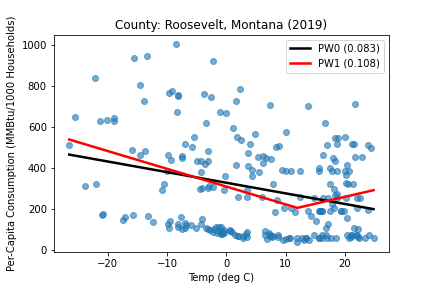 County: Roosevelt, Montana (2019)
PW0 (0.083)
PW1 (0.108)
Per-Capita Consumption (MMBtu/1000 Households)
1000
800
600
400
200
0
−20
−10
0
10
20
Temp (deg C)